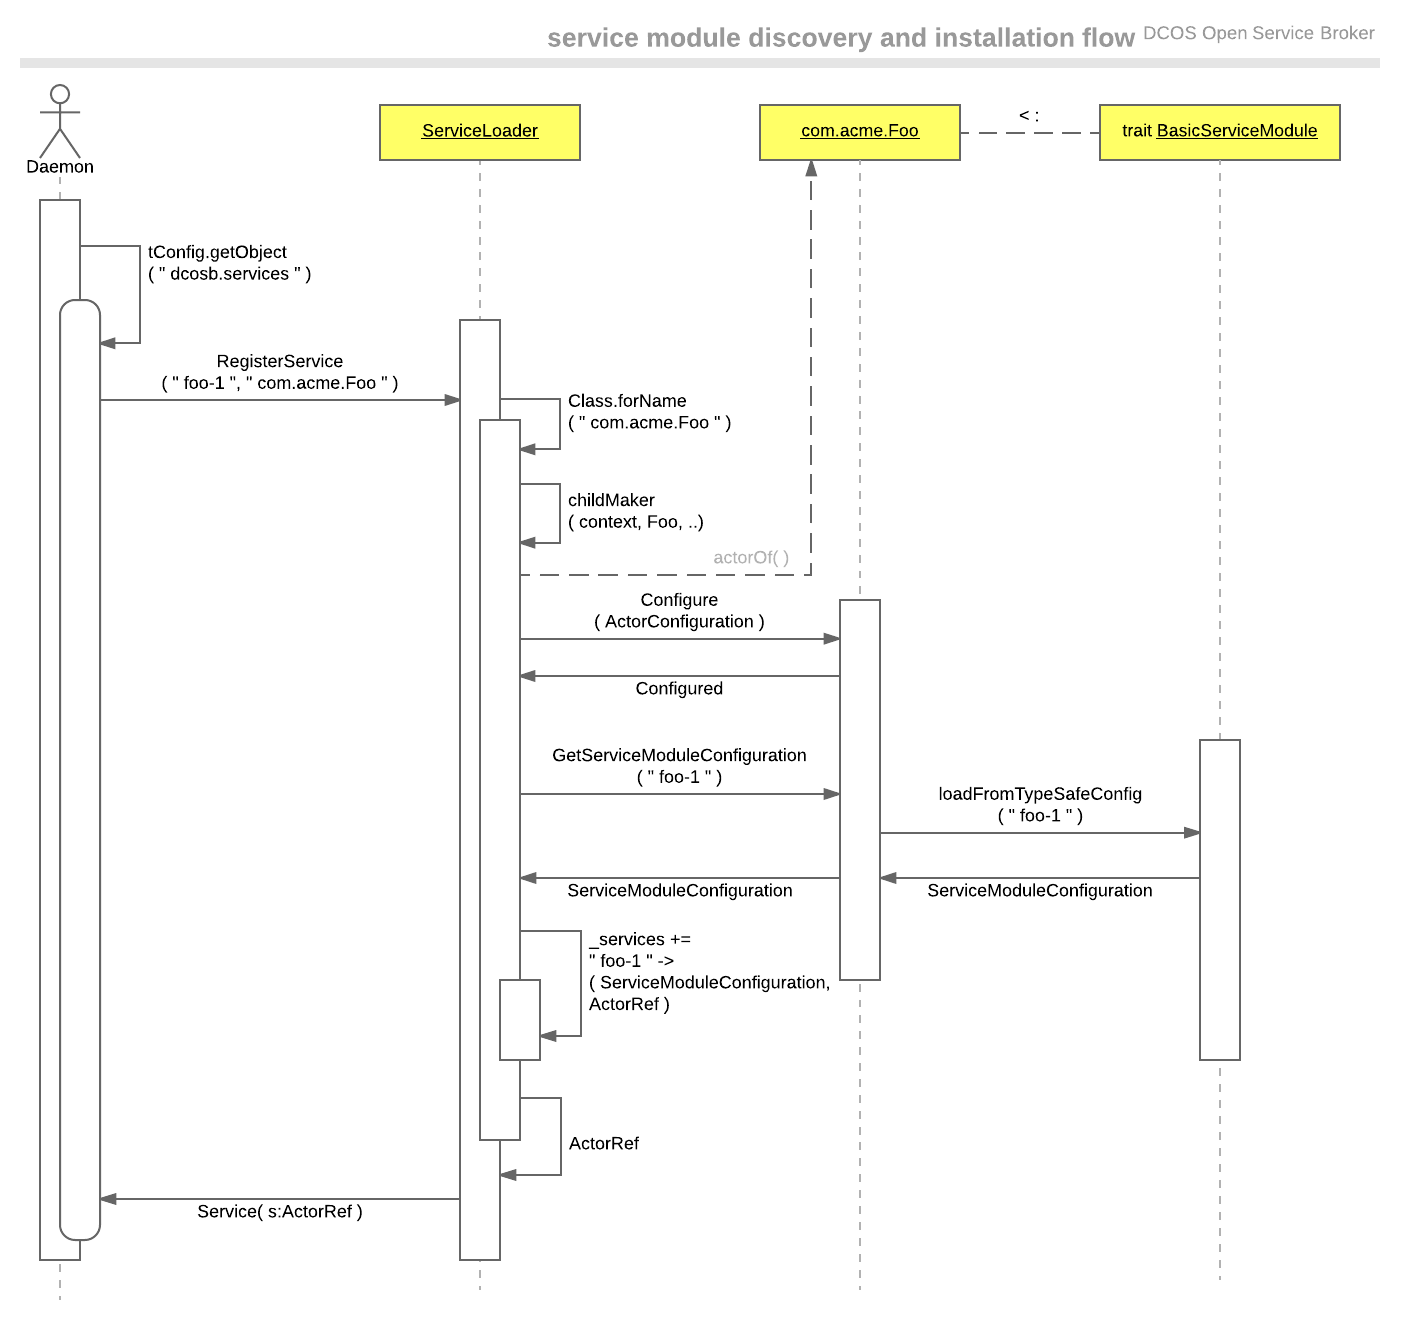 service module discovery and installation flow DCOS Open Service Broker
Daemon
ServiceLoader
com.acme.Foo
< :
trait BasicServiceModule
tConfig.getObject
( " dcosb.services " )
RegisterService
( " foo-1 ", " com.acme.Foo " )
Class.forName
( " com.acme.Foo " )
childMaker
( context, Foo, ..)
actorOf( )
Configure
( ActorConfiguration )
Configured
GetServiceModuleConfiguration
( " foo-1 " )
loadFromTypeSafeConfig
( " foo-1 " )
ServiceModuleConfiguration
ServiceModuleConfiguration
_services +=
" foo-1 " ->
( ServiceModuleConfiguration,
ActorRef )
ActorRef
Service( s:ActorRef )